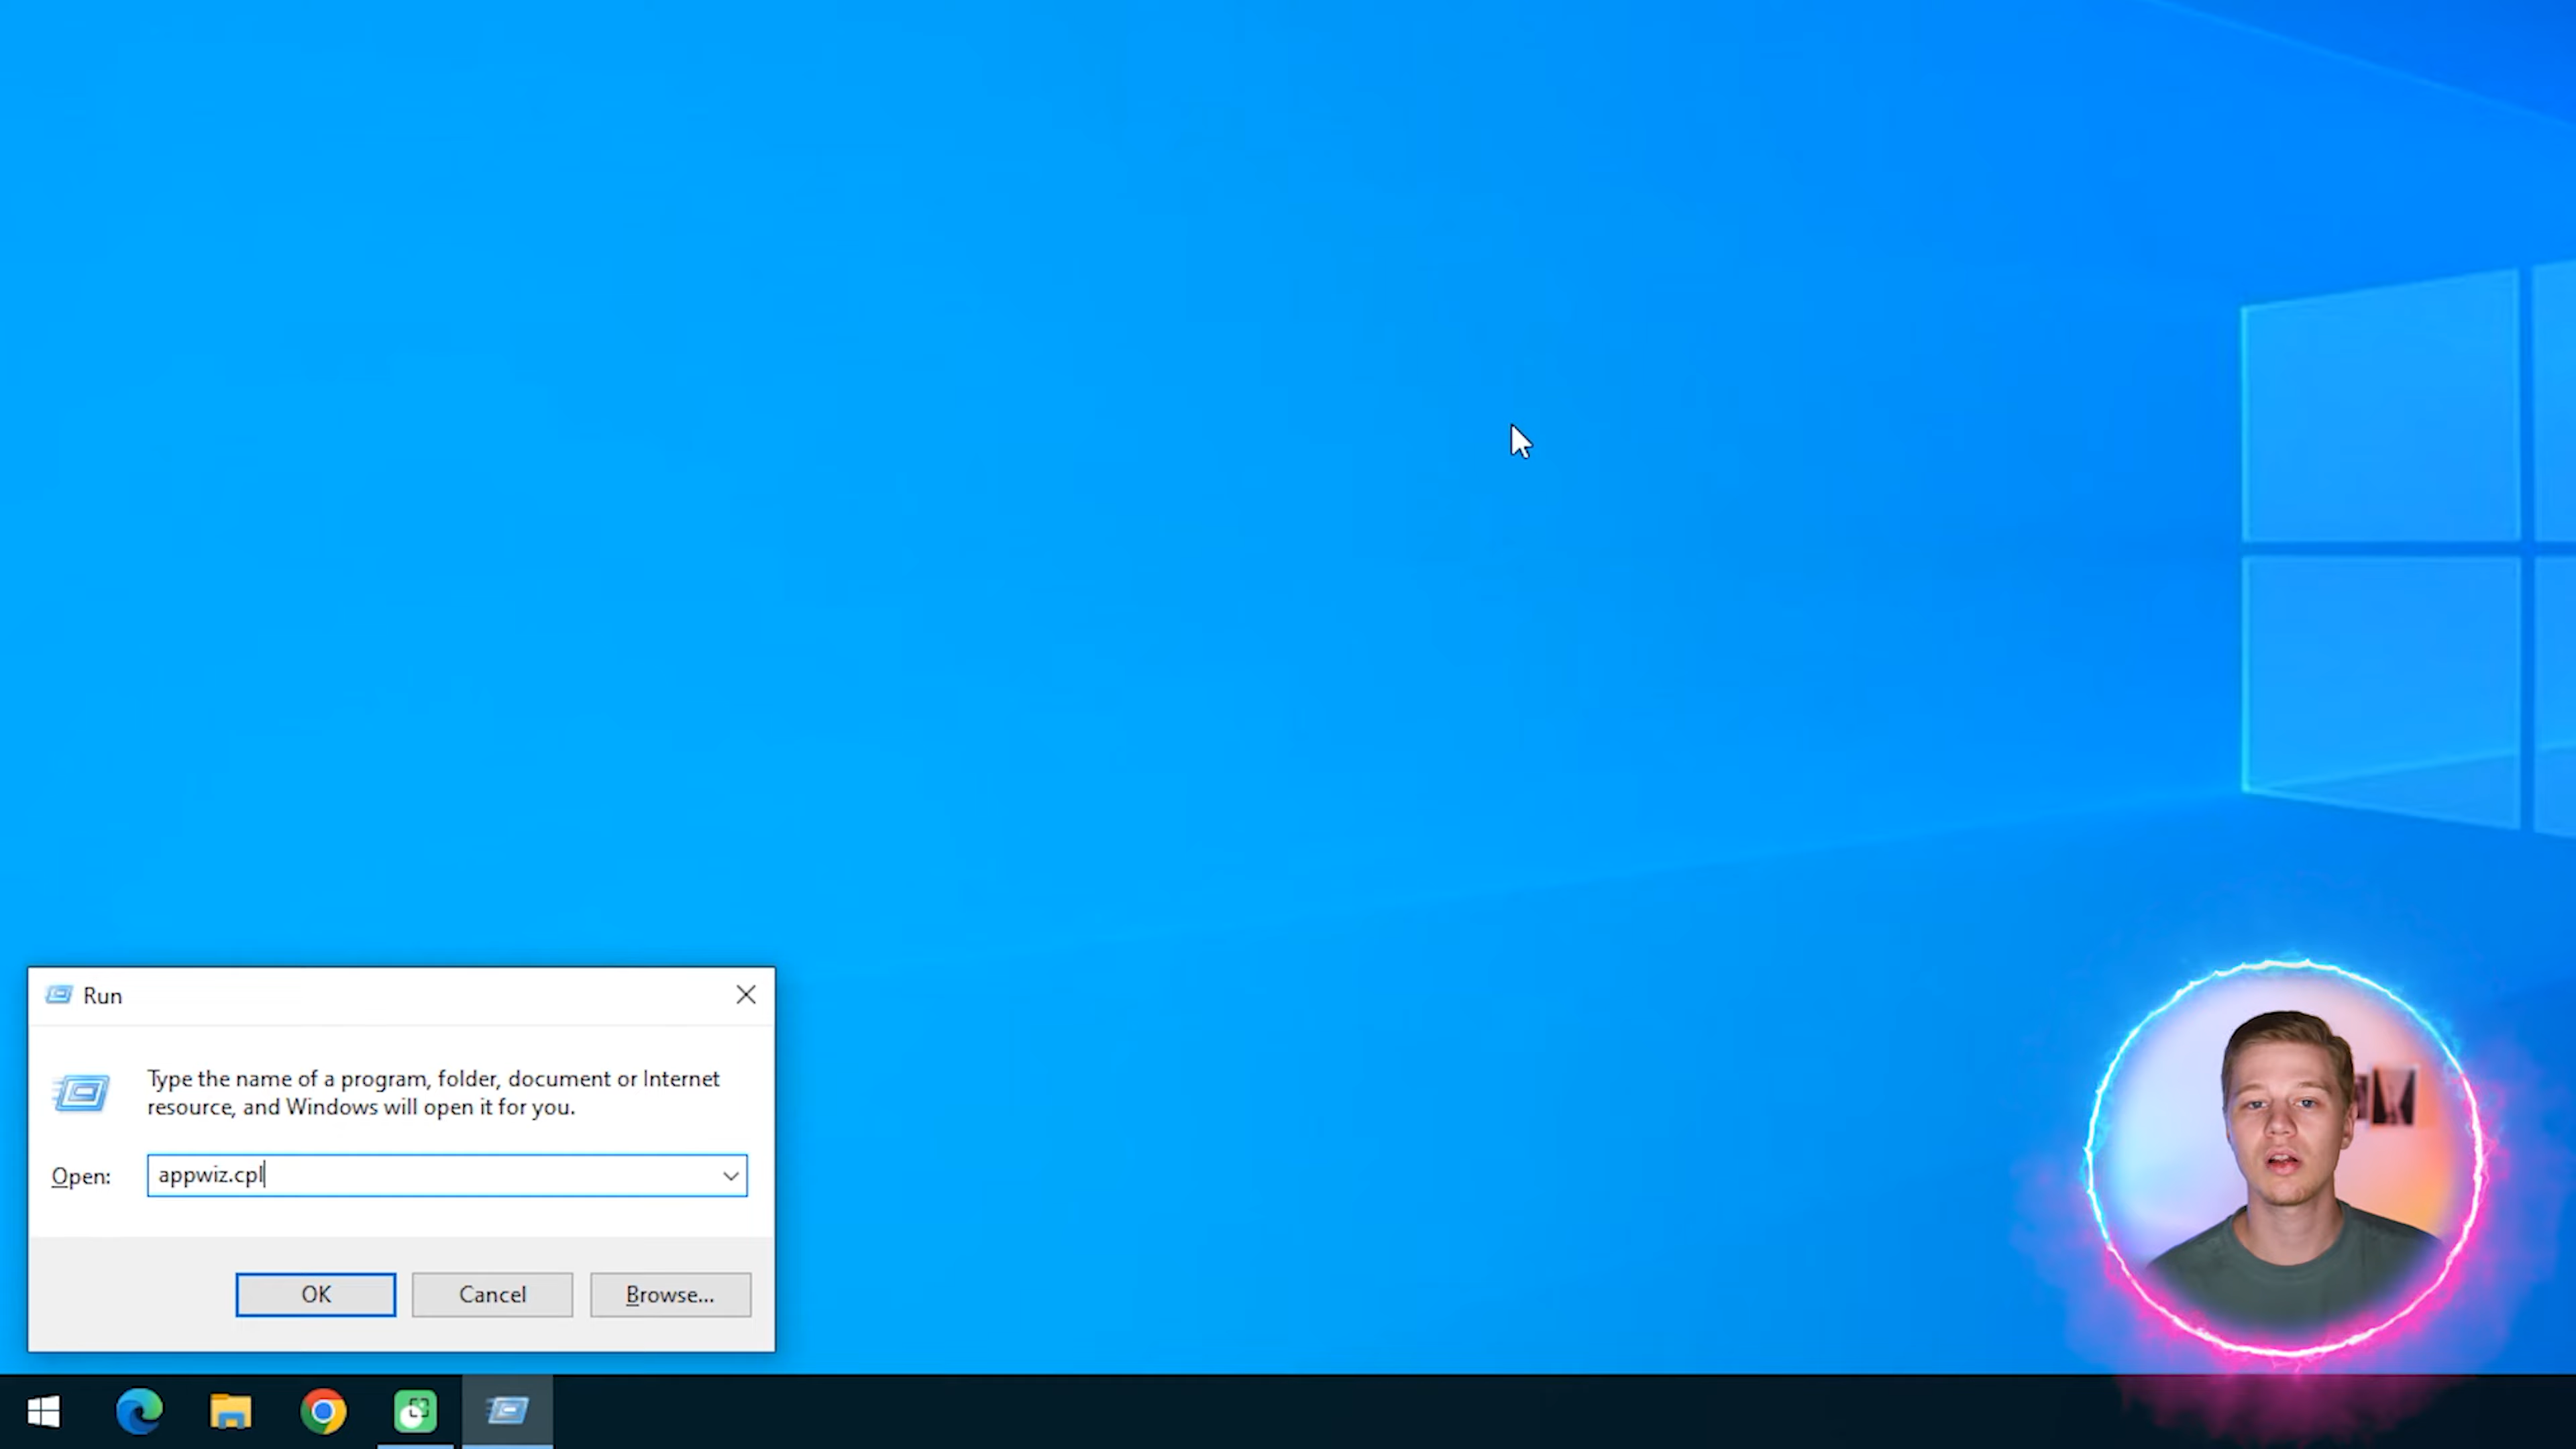 Run
Type the name of a program, folder, document or Internet
resource, and Windows will open it for you.
Open:
appwiz.cpl
OK
Cancel
Browse...